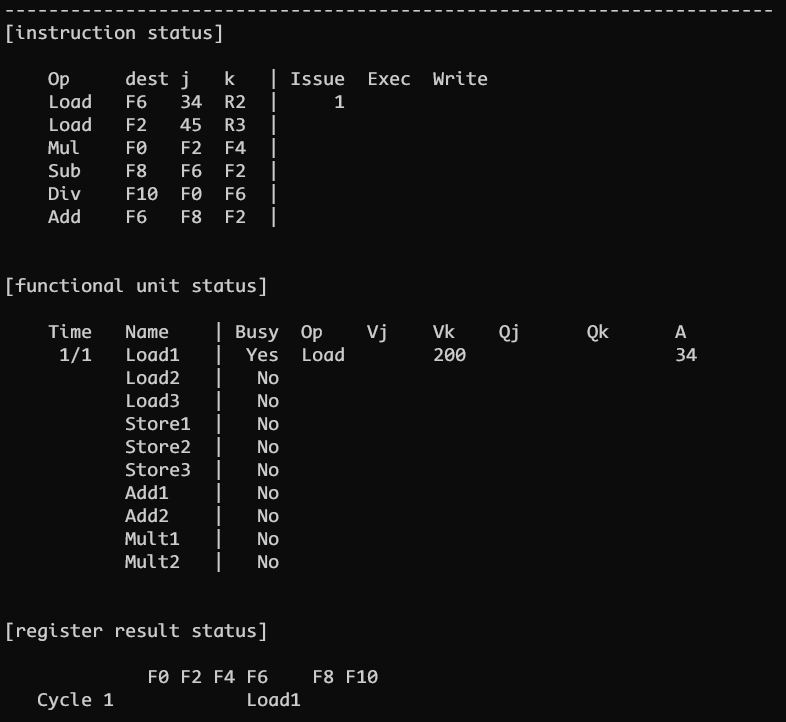 -----------------------------------------------------------------------
[instruction status]
    Op     dest j   k   | Issue  Exec  Write
    Load   F6   34  R2  |     1
    Load   F2   45  R3  |
    Mul    F0   F2  F4  |
    Sub    F8   F6  F2  |
    Div    F10  F0  F6  |
    Add    F6   F8  F2  |
[functional unit status]
    Time   Name    | Busy  Op    Vj    Vk    Qj      Qk      A
     1/1   Load1   |  Yes  Load        200                   34
           Load2   |   No
           Load3   |   No
           Store1  |   No
           Store2  |   No
           Store3  |   No
           Add1    |   No
           Add2    |   No
           Mult1   |   No
           Mult2   |   No
[register result status]
             F0 F2 F4 F6    F8 F10
   Cycle 1            Load1